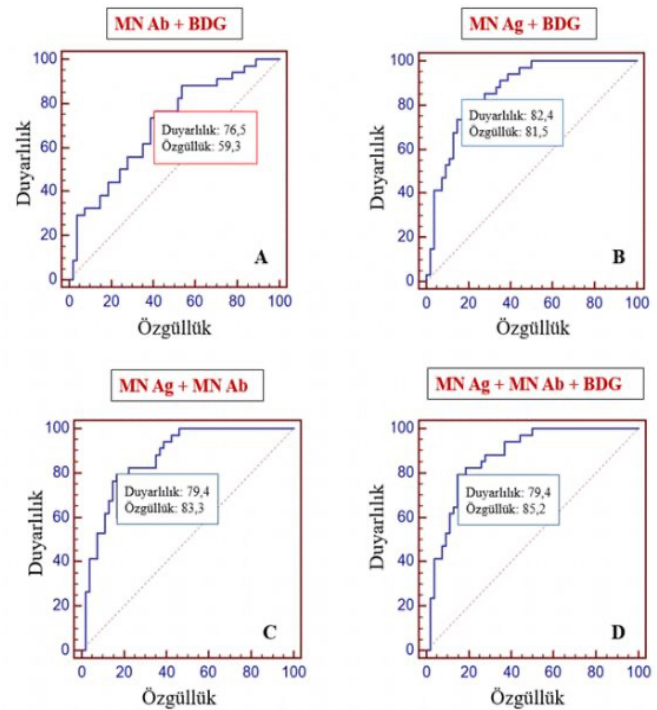 MN Ab + BDG
100
80
60
40
20
0
Duyarlılık
Duyarlılık: 76,5
Özgüllük: 59,3
A
0 20 40 60 80 100
Özgüllük
MN Ag + BDG
100
80
60
40
20
0
Duyarlılık
Duyarlılık: 82,4
Özgüllük: 81,5
B
0 20 40 60 80 100
Özgüllük
MN Ag + MN Ab
100
80
60
40
20
0
Duyarlılık
Duyarlılık: 79,4
Özgüllük: 83,3
C
0 20 40 60 80 100
Özgüllük
MN Ag + MN Ab + BDG
100
80
60
40
20
0
Duyarlılık
Duyarlılık: 79,4
Özgüllük: 85,2
D
0 20 40 60 80 100
Özgüllük